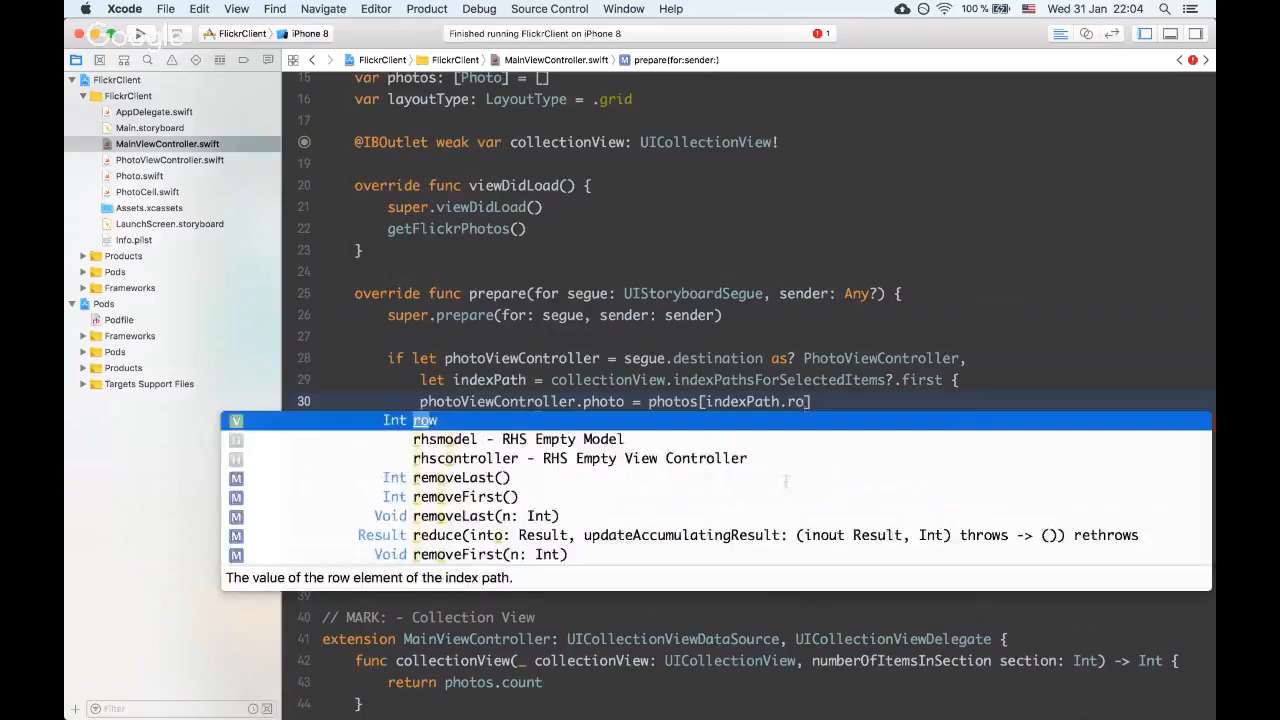 Xcode File Edit View Find Navigate Editor Product Debug Source Control Window Help 100 % Wed 31 Jan 22:04
Google
FlickrClient iPhone 8 Finished running FlickrClient on iPhone 8 1
FlickrClient FlickrClient MainViewController.swift M prepare(for:sender:)
FlickrClient
FlickrClient
AppDelegate.swift
Main.storyboard
MainViewController.swift
PhotoViewController.swift
Photo.swift
PhotoCell.swift
Assets.xcassets
LaunchScreen.storyboard
Info.plist
Products
Pods
Frameworks
Pods
Podfile
Frameworks
Pods
Products
Targets Support Files
Filter
15 var photos: [Photo] = []
16 var layoutType: LayoutType = .grid
17
@IBOutlet weak var collectionView: UICollectionView!
19
20 override func viewDidLoad() {
21 super.viewDidLoad()
22 getFlickrPhotos()
23 }
24
25 override func prepare(for segue: UIStoryboardSegue, sender: Any?) {
26 super.prepare(for: segue, sender: sender)
27
28 if let photoViewController = segue.destination as? PhotoViewController,
29 let indexPath = collectionView.indexPathsForSelectedItems?.first {
30 photoViewController.photo = photos[indexPath.ro]
V Int row
rhsmodel - RHS Empty Model
rhscontroller - RHS Empty View Controller
M Int removeLast()
M Int removeFirst()
M Void removeLast(n: Int)
M Result reduce(into: Result, updateAccumulatingResult: (inout Result, Int) throws -> ()) rethrows
M Void removeFirst(n: Int)
The value of the row element of the index path.
39
40 // MARK: - Collection View
41 extension MainViewController: UICollectionViewDataSource, UICollectionViewDelegate {
42 func collectionView(_ collectionView: UICollectionView, numberOfItemsInSection section: Int) -> Int {
43 return photos.count
44 }